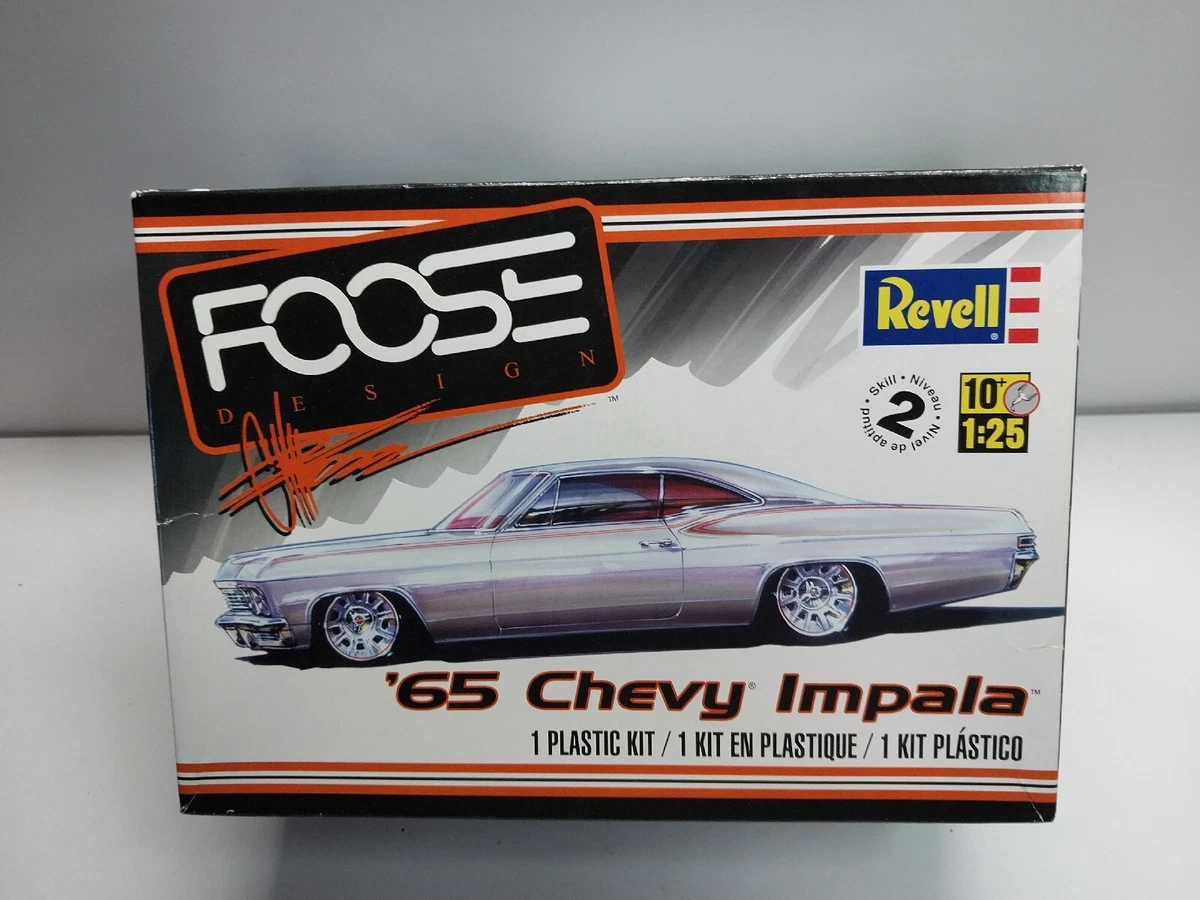 FOOSE
DESIGN
™
Revell
®
Skill • Niveau • Nivel de aptitud •
2
10+
1:25
'65 Chevy® Impala™
1 PLASTIC KIT / 1 KIT EN PLASTIQUE / 1 KIT PLÁSTICO